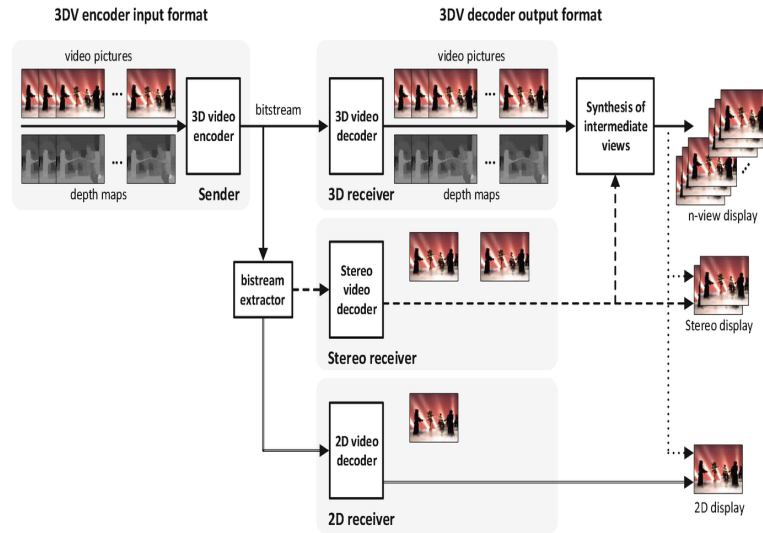 3DV encoder input format
3DV decoder output format
video pictures
...
3D video
encoder
...
depth maps
Sender
bitstream
video pictures
...
3D video
decoder
...
depth maps
3D receiver
Synthesis of
intermediate
views
n-view display
bistream
extractor
Stereo
video
decoder
Stereo receiver
Stereo display
2D video
decoder
2D receiver
2D display